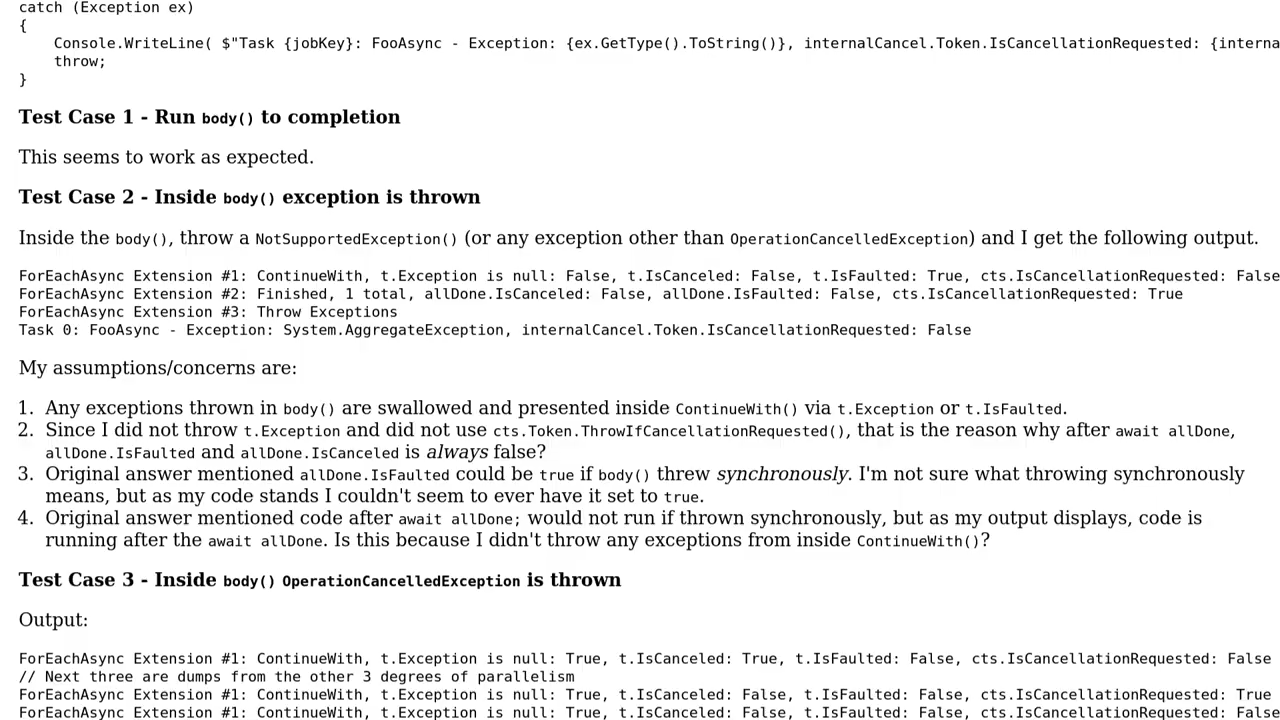 catch (Exception ex)
{
    Console.WriteLine( $"Task {jobKey}: FooAsync - Exception: {ex.GetType().ToString()}, internalCancel.Token.IsCancellationRequested: {interna
    throw;
}
Test Case 1 - Run body() to completion
This seems to work as expected.
Test Case 2 - Inside body() exception is thrown
Inside the body(), throw a NotSupportedException() (or any exception other than OperationCancelledException) and I get the following output.
ForEachAsync Extension #1: ContinueWith, t.Exception is null: False, t.IsCanceled: False, t.IsFaulted: True, cts.IsCancellationRequested: False
ForEachAsync Extension #2: Finished, 1 total, allDone.IsCanceled: False, allDone.IsFaulted: False, cts.IsCancellationRequested: True
ForEachAsync Extension #3: Throw Exceptions
Task 0: FooAsync - Exception: System.AggregateException, internalCancel.Token.IsCancellationRequested: False
My assumptions/concerns are:
1. Any exceptions thrown in body() are swallowed and presented inside ContinueWith() via t.Exception or t.IsFaulted.
2. Since I did not throw t.Exception and did not use cts.Token.ThrowIfCancellationRequested(), that is the reason why after await allDone,
allDone.IsFaulted and allDone.IsCanceled is always false?
3. Original answer mentioned allDone.IsFaulted could be true if body() threw synchronously. I'm not sure what throwing synchronously
means, but as my code stands I couldn't seem to ever have it set to true.
4. Original answer mentioned code after await allDone; would not run if thrown synchronously, but as my output displays, code is
running after the await allDone. Is this because I didn't throw any exceptions from inside ContinueWith()?
Test Case 3 - Inside body() OperationCancelledException is thrown
Output:
ForEachAsync Extension #1: ContinueWith, t.Exception is null: True, t.IsCanceled: True, t.IsFaulted: False, cts.IsCancellationRequested: False
// Next three are dumps from the other 3 degrees of parallelism
ForEachAsync Extension #1: ContinueWith, t.Exception is null: True, t.IsCanceled: False, t.IsFaulted: False, cts.IsCancellationRequested: True
ForEachAsync Extension #1: ContinueWith, t.Exception is null: True, t.IsCanceled: False, t.IsFaulted: False, cts.IsCancellationRequested: False